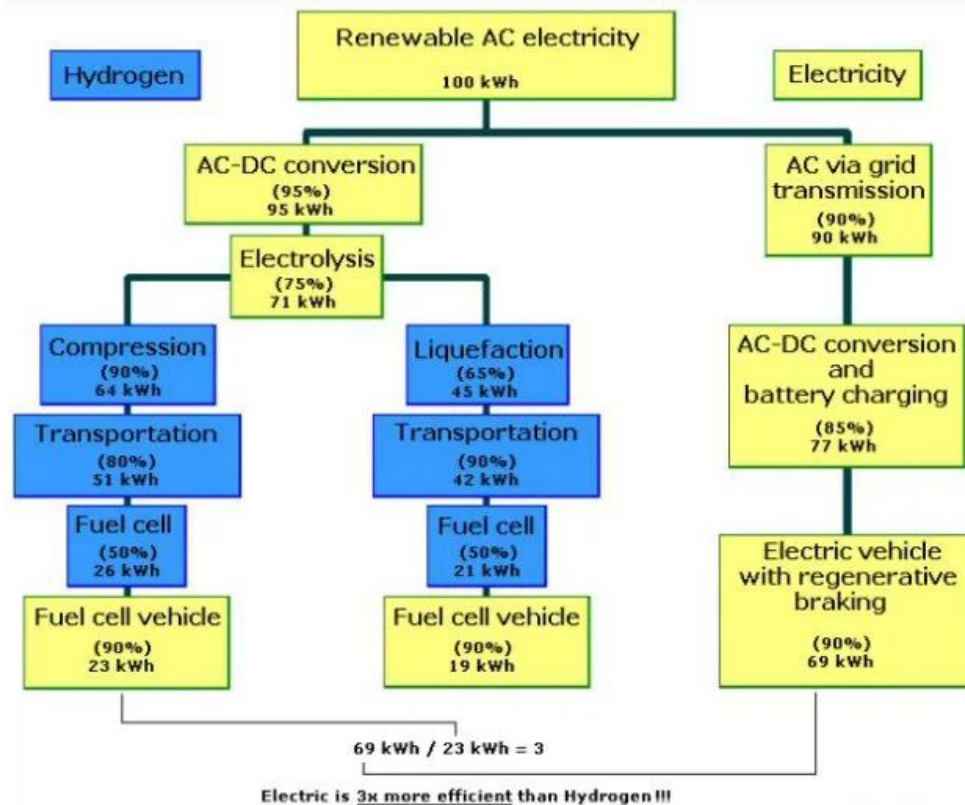 Renewable AC electricity
100 kWh
Hydrogen
Electricity
AC-DC conversion
(95%)
95 kWh
AC via grid
transmission
(90%)
90 kWh
Electrolysis
(75%)
71 kWh
Compression
(90%)
64 kWh
Liquefaction
(65%)
45 kWh
AC-DC conversion
and
battery charging
(85%)
77 kWh
Transportation
(80%)
51 kWh
Transportation
(90%)
42 kWh
Fuel cell
(50%)
26 kWh
Fuel cell
(50%)
21 kWh
Electric vehicle
with regenerative
braking
(90%)
69 kWh
Fuel cell vehicle
(90%)
23 kWh
Fuel cell vehicle
(90%)
19 kWh
69 kWh / 23 kWh = 3
Electric is 3x more efficient than Hydrogen!!!